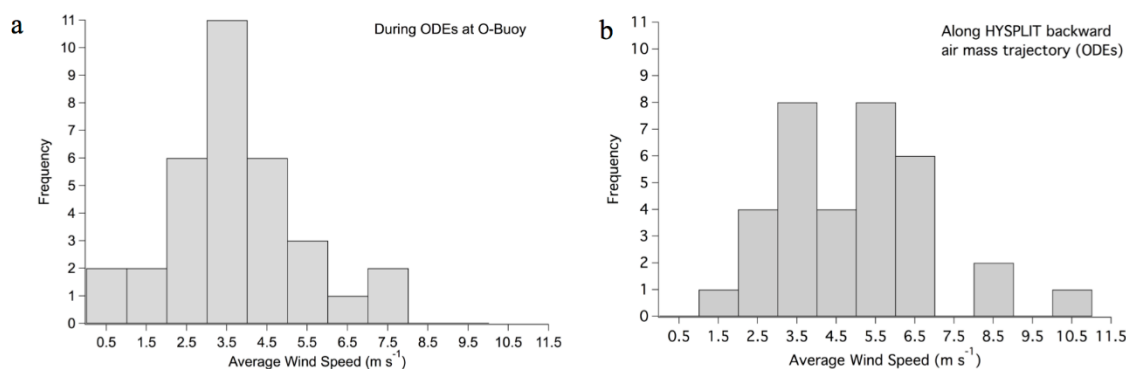 a
During ODEs at O-Buoy
11
10
9
8
7
6
5
4
3
2
1
0
Frequency
0.5 1.5 2.5 3.5 4.5 5.5 6.5 7.5 8.5 9.5 10.5 11.5
Average Wind Speed (m s⁻¹)
b
Along HYSPLIT backward
air mass trajectory (ODEs)
11
10
9
8
7
6
5
4
3
2
1
0
Frequency
0.5 1.5 2.5 3.5 4.5 5.5 6.5 7.5 8.5 9.5 10.5 11.5
Average Wind Speed (m s⁻¹)